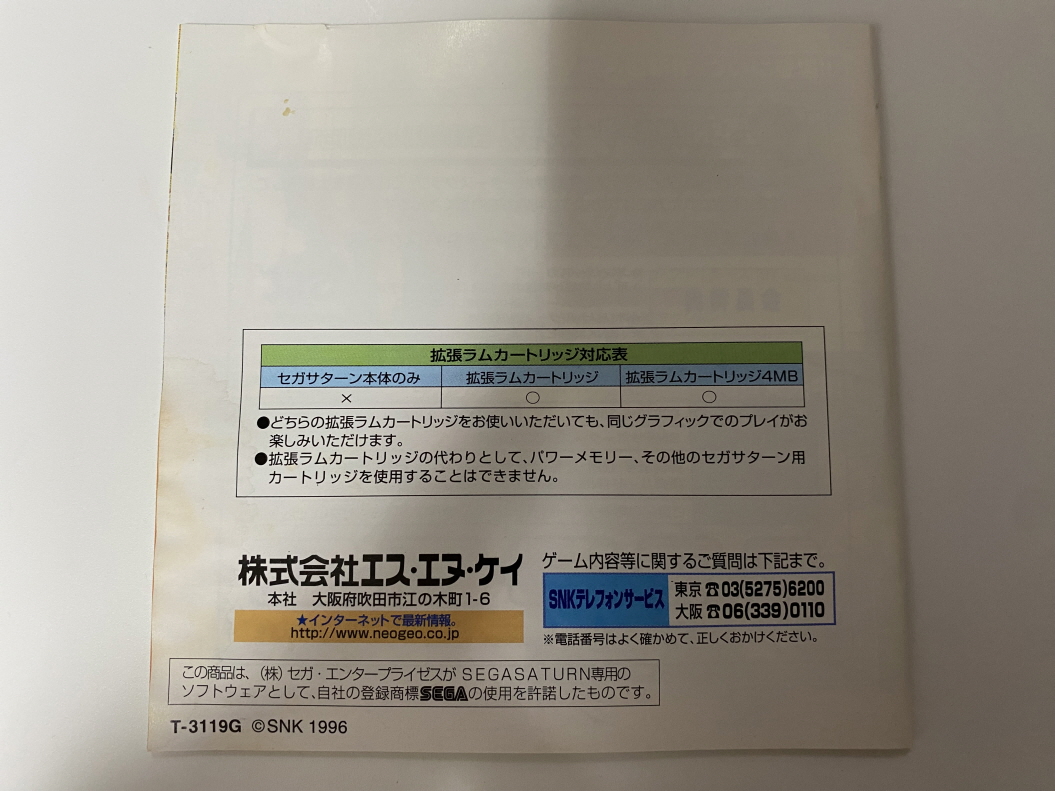 拡張ラムカートリッジ対応表
セガサターン本体のみ 拡張ラムカートリッジ 拡張ラムカートリッジ4MB
× ○ ○
●どちらの拡張ラムカートリッジをお使いいただいても、同じグラフィックでのプレイがお
楽しみいただけます。
●拡張ラムカートリッジの代わりとして、パワーメモリー、その他のセガサターン用
カートリッジを使用することはできません。
株式会社エス・エヌ・ケイ
本社 大阪府吹田市江の木町1-6
★インターネットで最新情報。
http://www.neogeo.co.jp
ゲーム内容等に関するご質問は下記まで。
SNKテレフォンサービス
東京☎03(5275)6200
大阪☎06(339)0110
※電話番号はよく確かめて、正しくおかけください。
この商品は、(株)セガ・エンタープライゼスがSEGASATURN専用の
ソフトウェアとして、自社の登録商標SEGAの使用を許諾したものです。
T-3119G ©SNK 1996